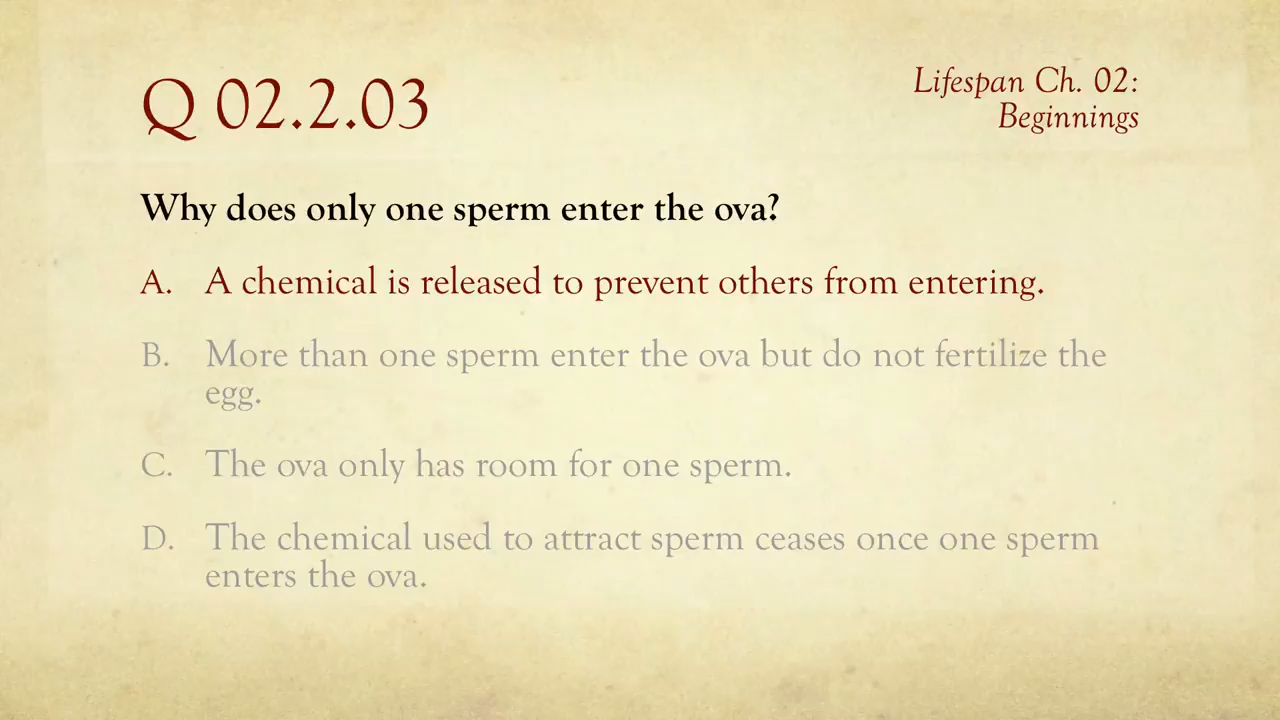 Q 02.2.03
Lifespan Ch. 02:
Beginnings
Why does only one sperm enter the ova?
A. A chemical is released to prevent others from entering.
B. More than one sperm enter the ova but do not fertilize the
egg.
C. The ova only has room for one sperm.
D. The chemical used to attract sperm ceases once one sperm
enters the ova.